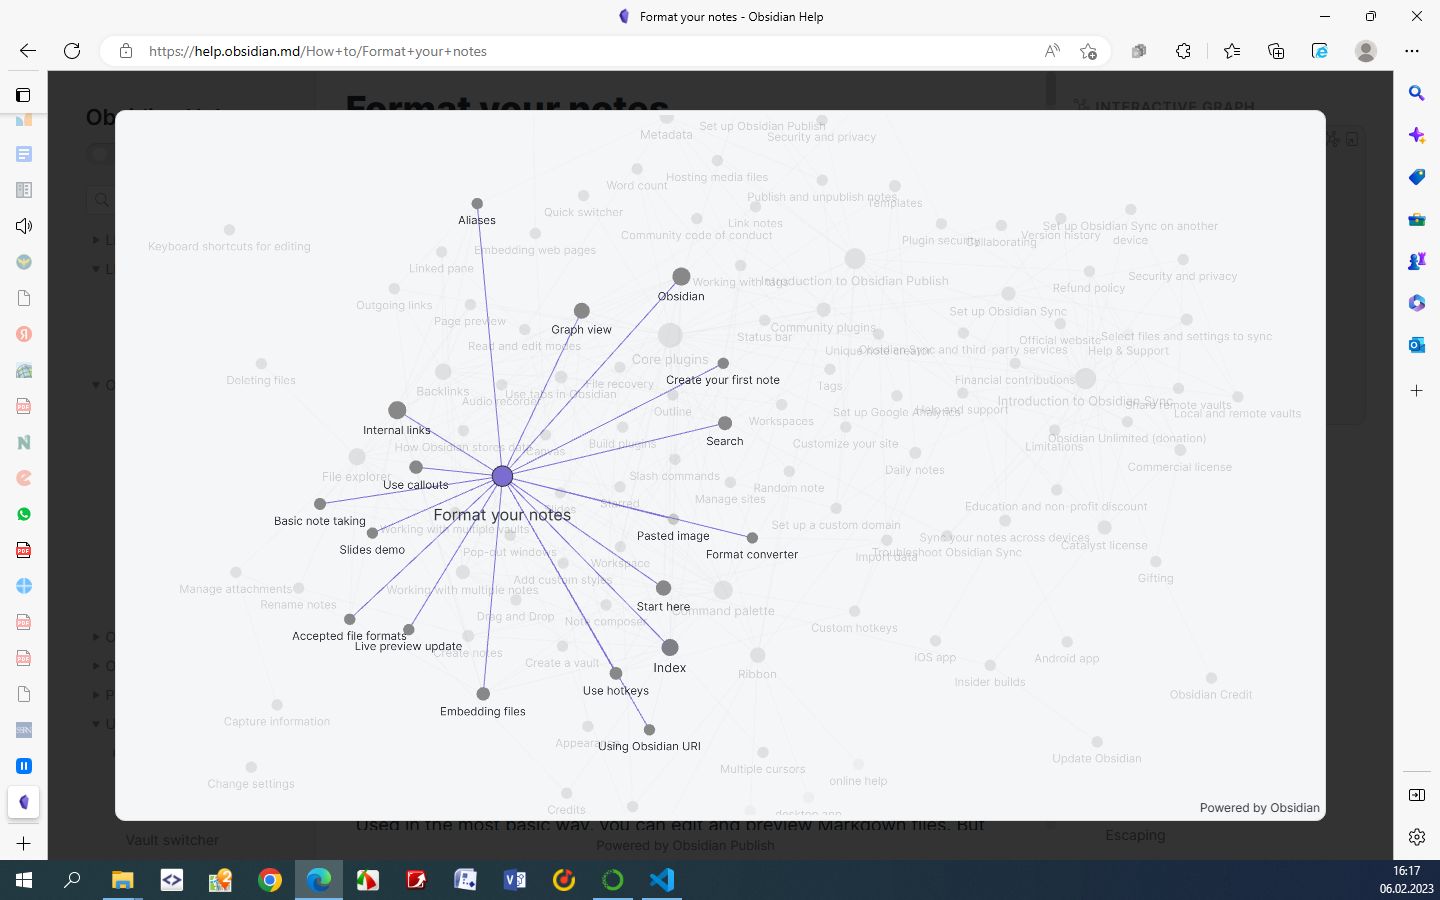 Format your notes - Obsidian Help
https://help.obsidian.md/How+to/Format+your+notes
Format your notes
INTERACTIVE GRAPH
Metadata
Set up Obsidian Publish
Security and privacy
Hosting media files
Word count
Publish and unpublish notes
Templates
Quick switcher
Link notes
Aliases
Community code of conduct
Plugin security
Collaborating
Version history
Set up Obsidian Sync on another
device
Keyboard shortcuts for editing
Embedding web pages
Linked pane
Working with tags
Introduction to Obsidian Publish
Security and privacy
Refund policy
Obsidian
Outgoing links
Page preview
Graph view
Set up Obsidian Sync
Community plugins
Status bar
Select files and settings to sync
Official website
Read and edit modes
Unique note creator
Obsidian Sync and third-party services
Help & Support
Core plugins
Deleting files
Create your first note
File recovery
Tags
Financial contributions
Backlinks
Use tabs in Obsidian
Audio recorder
Introduction to Obsidian Sync
Share remote vaults
Local and remote vaults
Outline
Workspaces
Set up Google Analytics
Help and support
Internal links
Search
Build plugins
Customize your site
Obsidian Unlimited (donation)
How Obsidian stores data
Canvas
Limitations
File explorer
Use callouts
Slash commands
Daily notes
Commercial license
Random note
Manage sites
Starred
Slides
Education and non-profit discount
Format your notes
Basic note taking
Working with multiple vaults
Pasted image
Set up a custom domain
Sync your notes across devices
Catalyst license
Slides demo
Pop-out windows
Format converter
Import data
Troubleshoot Obsidian Sync
Workspace
Gifting
Manage attachments
Working with multiple notes
Add custom styles
Rename notes
Start here
Command palette
Drag and Drop
Note composer
Custom hotkeys
Accepted file formats
Live preview update
Create notes
Create a vault
Index
Ribbon
iOS app
Android app
Insider builds
Use hotkeys
Obsidian Credit
Embedding files
Capture information
Appearance
Using Obsidian URI
Update Obsidian
Multiple cursors
online help
Change settings
Credits
desktop app
Powered by Obsidian
Used in the most basic way, you can edit and preview Markdown files. But
Vault switcher
Powered by Obsidian Publish
Escaping
16:17
06.02.2023